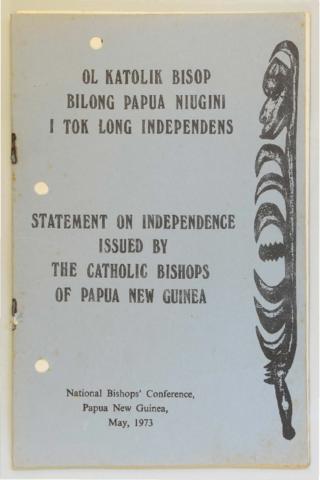 OL KATOLIK BISOP
BILONG PAPUA NIUGINI
I TOK LONG INDEPENDENS
STATEMENT ON INDEPENDENCE
ISSUED BY
THE CATHOLIC BISHOPS
OF PAPUA NEW GUINEA
National Bishops' Conference,
Papua New Guinea,
May, 1973